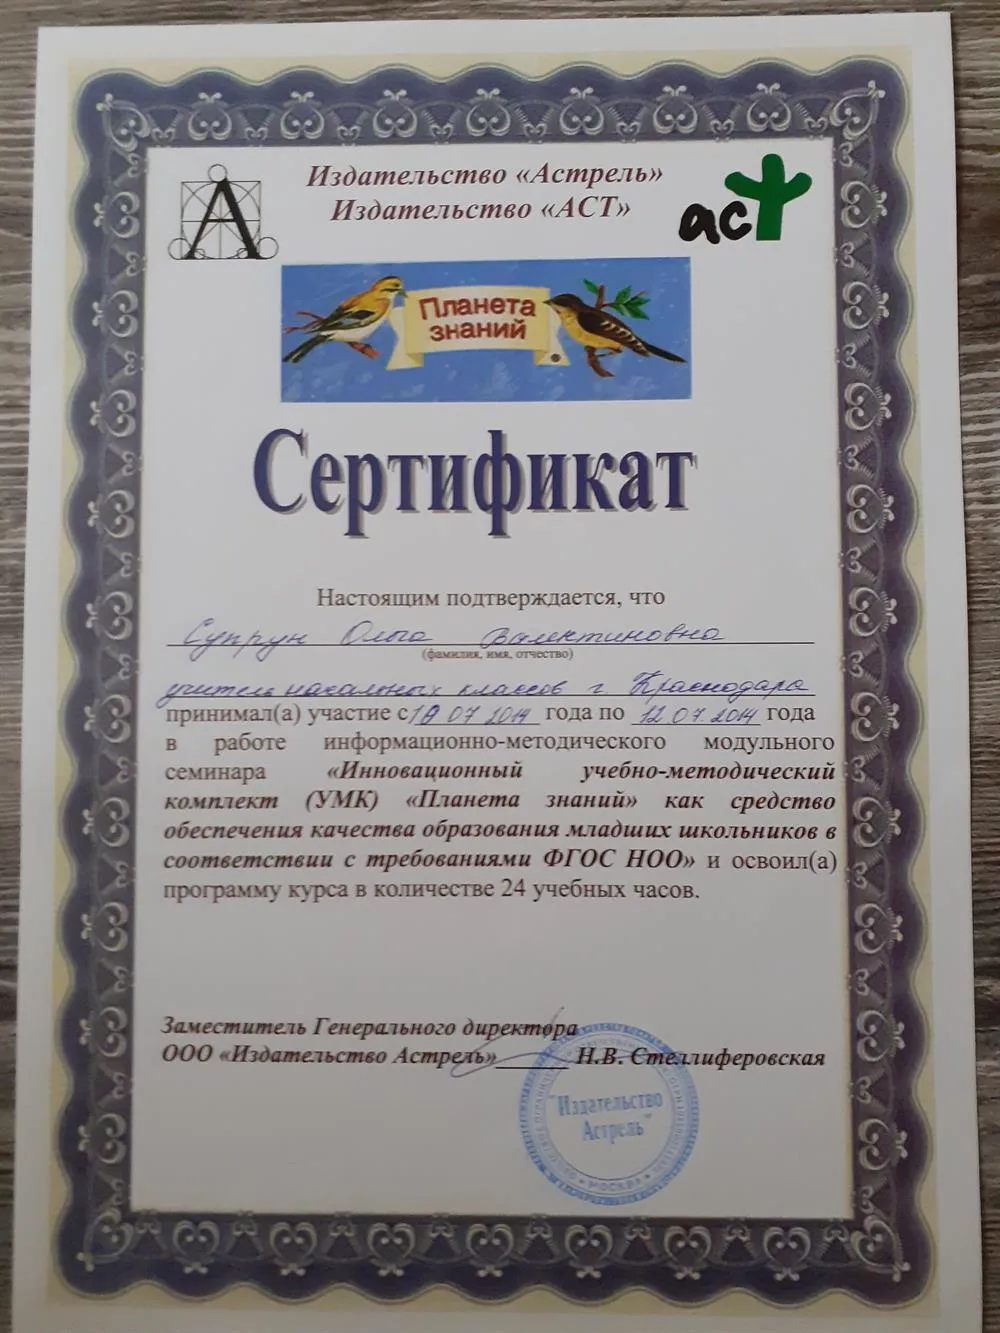 Издательство «Астрель»
Издательство «АСТ»
А
аст
Планета
знаний
Сертификат
Настоящим подтверждается, что
Супрун Ольга Валентиновна
(фамилия, имя, отчество)
учитель начальных классов г. Краснодара
принимал(а) участие с 10 07 2014 года по 12.07.2014 года
в работе информационно-методического модульного
семинара «Инновационный учебно-методический
комплект (УМК) «Планета знаний» как средство
обеспечения качества образования младших школьников в
соответствии с требованиями ФГОС НОО» и освоил(а)
программу курса в количестве 24 учебных часов.
Заместитель Генерального директора
ООО «Издательство Астрель» Н.В. Стеллиферовская
"Издательство
Астрель"
МОСКВА